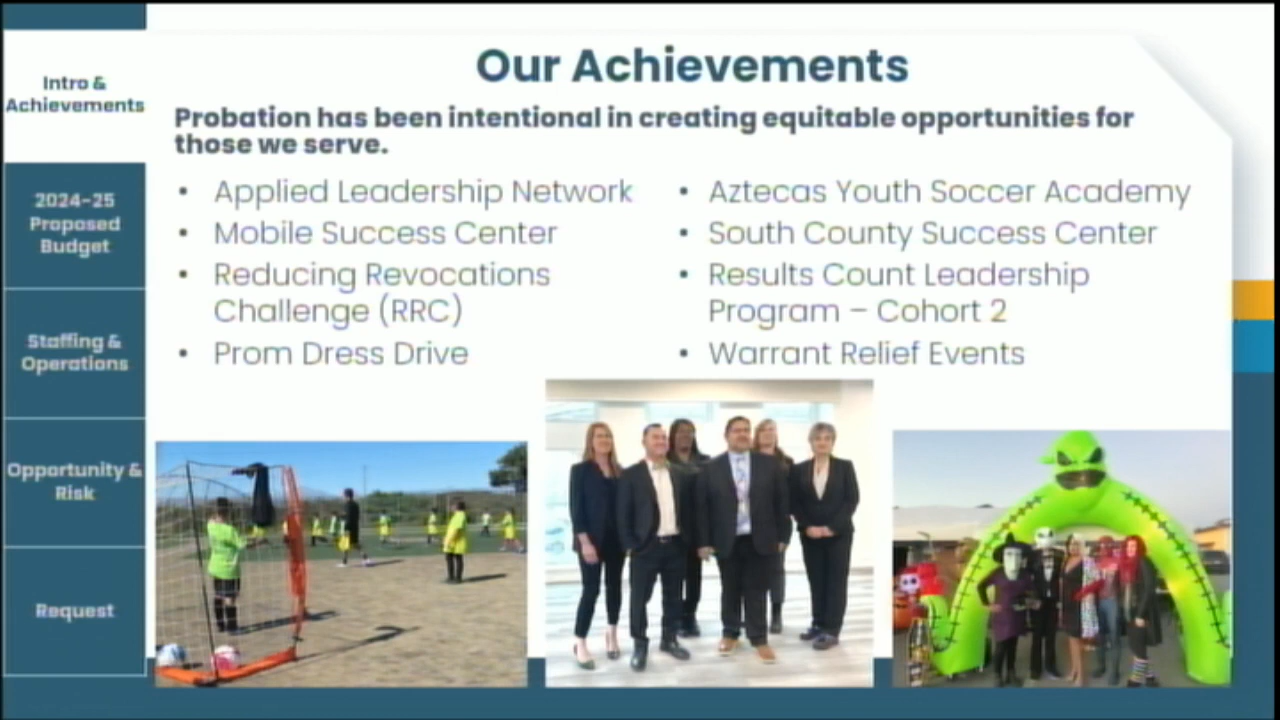 Our Achievements
Intro &
Achievements
Probation has been intentional in creating equitable opportunities for
those we serve.
• Applied Leadership Network
• Mobile Success Center
• Reducing Revocations
Challenge (RRC)
• Prom Dress Drive
• Aztecas Youth Soccer Academy
• South County Success Center
• Results Count Leadership
Program – Cohort 2
• Warrant Relief Events
2024-25
Proposed
Budget
Staffing &
Operations
Opportunity &
Risk
Request